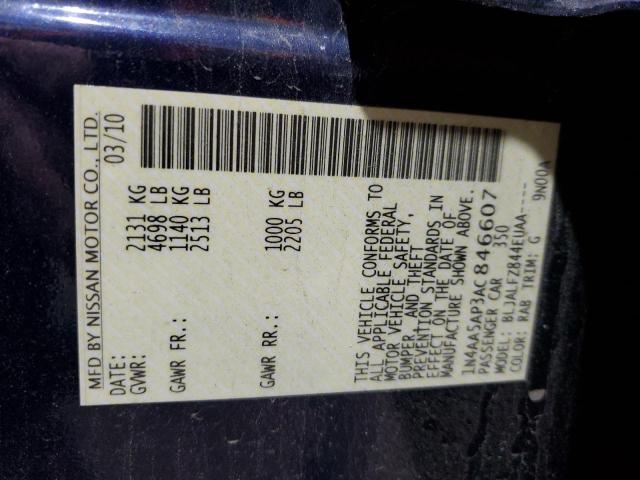 MFD BY NISSAN MOTOR CO., LTD.
DATE: 03/10
GVWR: 2131 KG
4698 LB
GAWR FR.: 1140 KG
2513 LB
GAWR RR.: 1000 KG
2205 LB
THIS VEHICLE CONFORMS TO
ALL APPLICABLE FEDERAL
MOTOR VEHICLE SAFETY,
BUMPER AND THEFT
PREVENTION STANDARDS IN
EFFECT ON THE DATE OF
MANUFACTURE SHOWN ABOVE.
1N4AA5AP3AC846607
PASSENGER CAR 350
MODEL: BLJALFZB44EUAA----
COLOR: RAB TRIM: G 9N00A